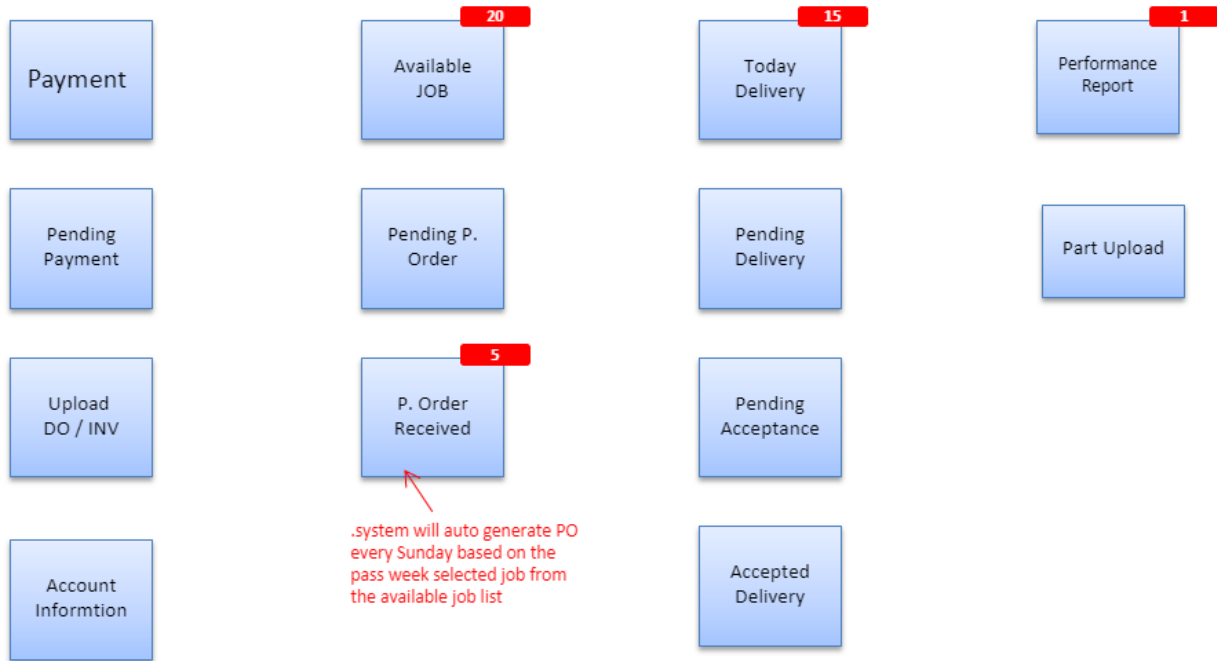 20
15
1
Payment
Available
JOB
Today
Delivery
Performance
Report
Pending
Payment
Pending P.
Order
Pending
Delivery
Part Upload
5
Upload
DO / INV
P. Order
Received
Pending
Acceptance
.system will auto generate PO
every Sunday based on the
pass week selected job from
the available job list
Account
Informtion
Accepted
Delivery